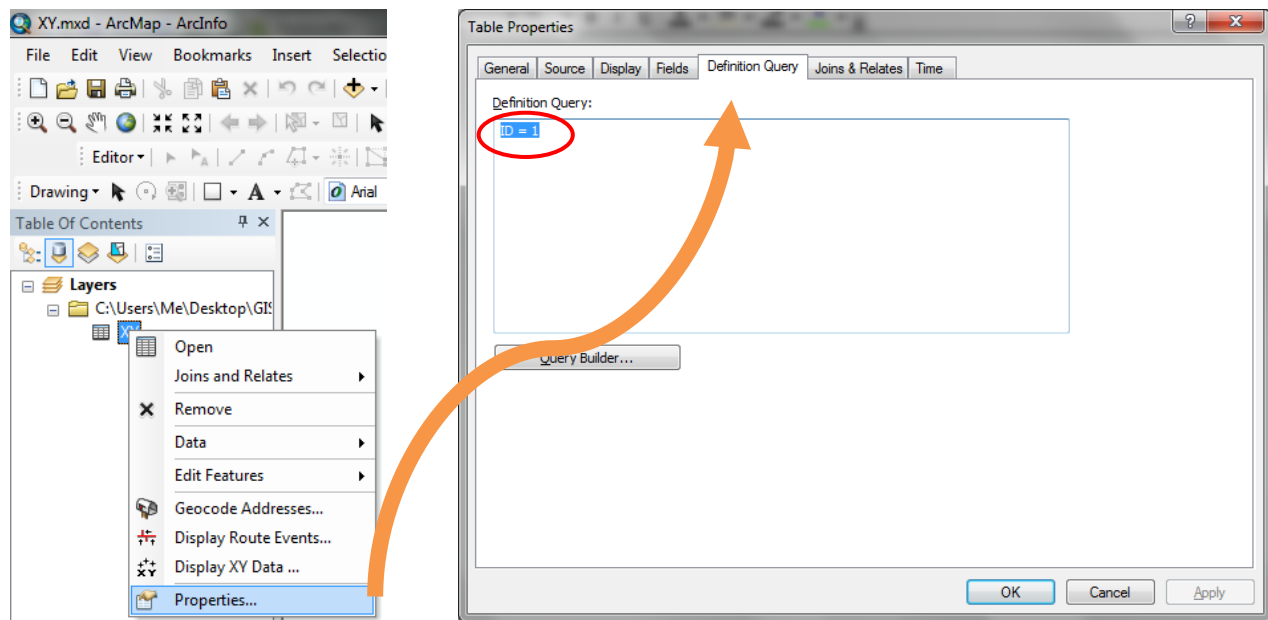 XY.mxd - ArcMap - ArcInfo
File Edit View Bookmarks Insert Selectio
Editor
Drawing A Arial
Table Of Contents
Layers
C:\Users\Me\Desktop\GIS
XY
Open
Joins and Relates
Remove
Data
Edit Features
Geocode Addresses...
Display Route Events...
Display XY Data ...
Properties...
Table Properties
General Source Display Fields Definition Query Joins & Relates Time
Definition Query:
ID = 1
Query Builder...
OK Cancel Apply